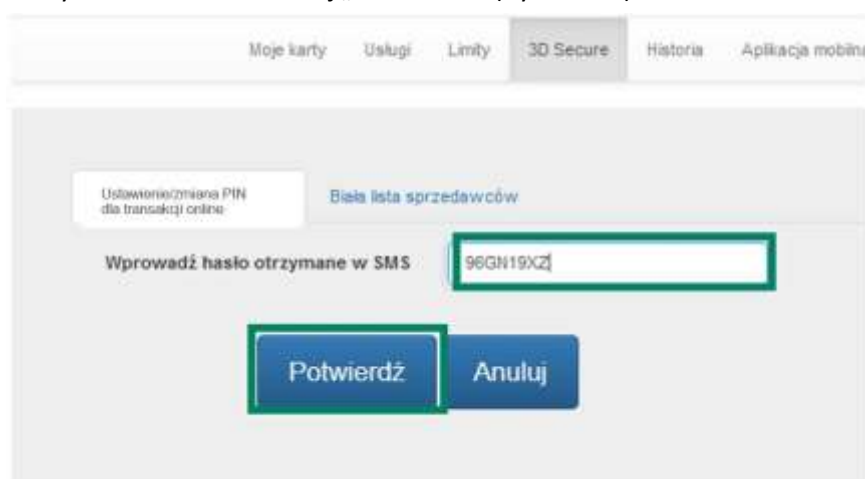 Moje karty Usługi Limity 3D Secure Historia Aplikacja mobilna
Ustawienie/zmiana PIN
dla transakcji online
Biała lista sprzedawców
Wprowadź hasło otrzymane w SMS 96GN19XZ
Potwierdź Anuluj